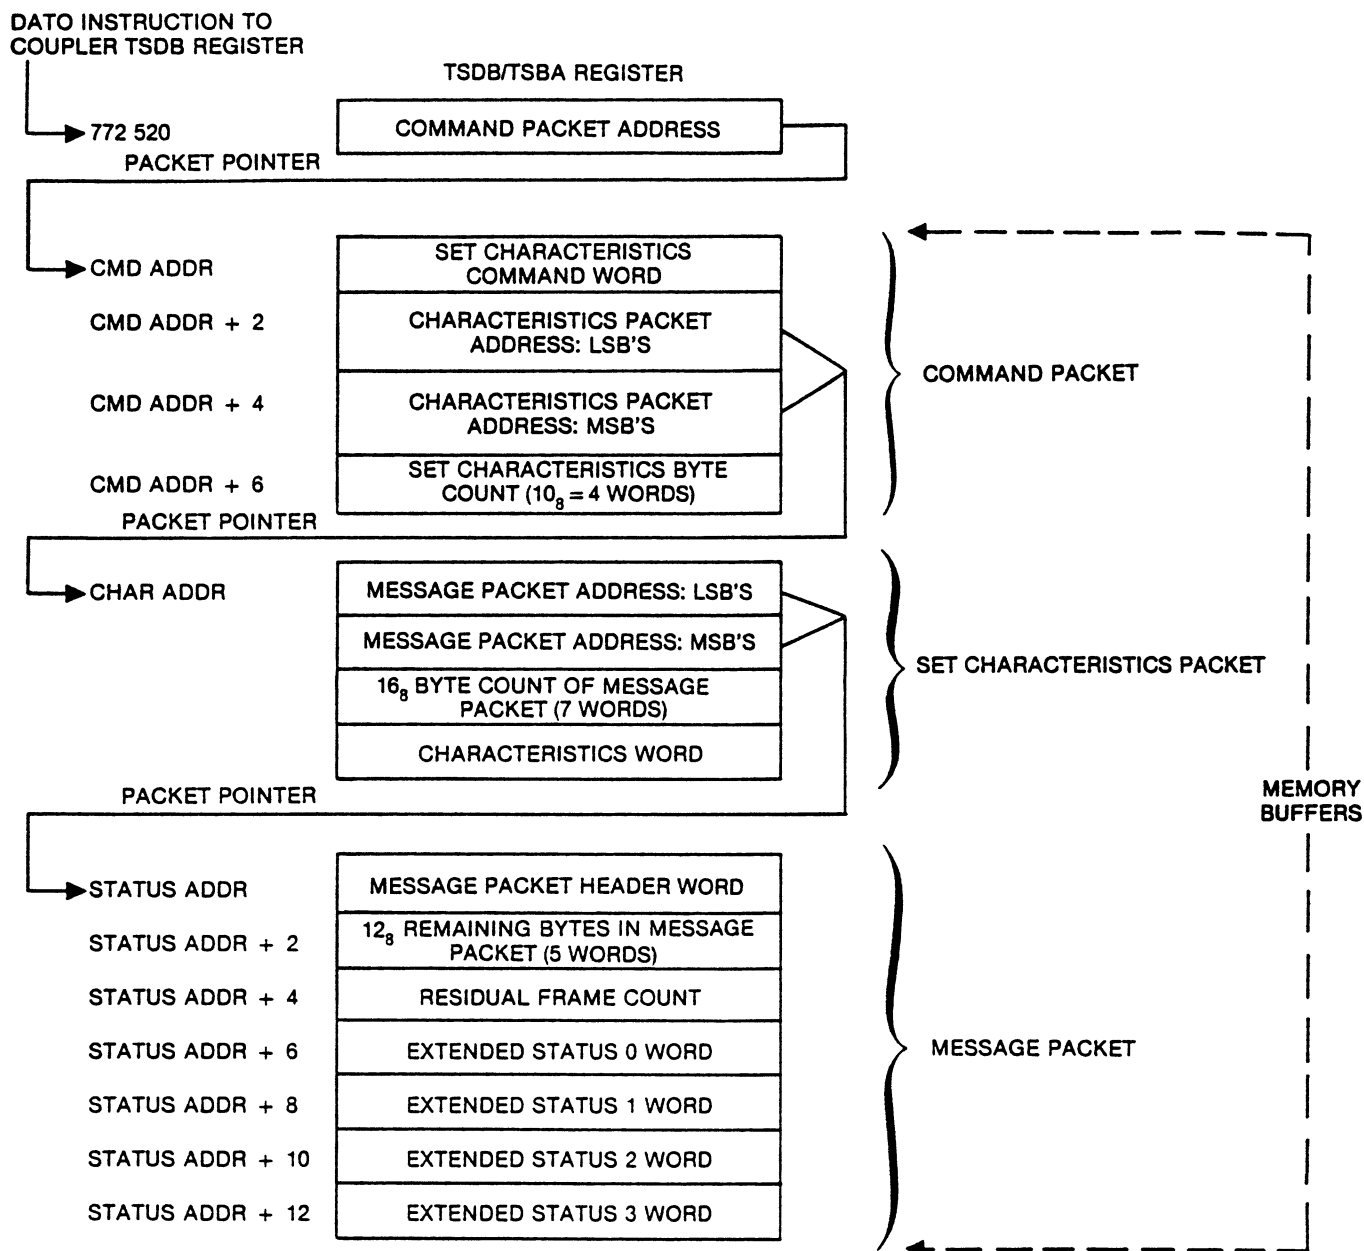 DATO INSTRUCTION TO
COUPLER TSDB REGISTER
TSDB/TSBA REGISTER
772 520
COMMAND PACKET ADDRESS
PACKET POINTER
CMD ADDR
SET CHARACTERISTICS
COMMAND WORD
CMD ADDR + 2
CHARACTERISTICS PACKET
ADDRESS: LSB'S
COMMAND PACKET
CMD ADDR + 4
CHARACTERISTICS PACKET
ADDRESS: MSB'S
CMD ADDR + 6
SET CHARACTERISTICS BYTE
COUNT (10₈ = 4 WORDS)
PACKET POINTER
CHAR ADDR
MESSAGE PACKET ADDRESS: LSB'S
MESSAGE PACKET ADDRESS: MSB'S
SET CHARACTERISTICS PACKET
16₈ BYTE COUNT OF MESSAGE
PACKET (7 WORDS)
CHARACTERISTICS WORD
PACKET POINTER
MEMORY
BUFFERS
STATUS ADDR
MESSAGE PACKET HEADER WORD
STATUS ADDR + 2
12₈ REMAINING BYTES IN MESSAGE
PACKET (5 WORDS)
STATUS ADDR + 4
RESIDUAL FRAME COUNT
STATUS ADDR + 6
EXTENDED STATUS 0 WORD
MESSAGE PACKET
STATUS ADDR + 8
EXTENDED STATUS 1 WORD
STATUS ADDR + 10
EXTENDED STATUS 2 WORD
STATUS ADDR + 12
EXTENDED STATUS 3 WORD